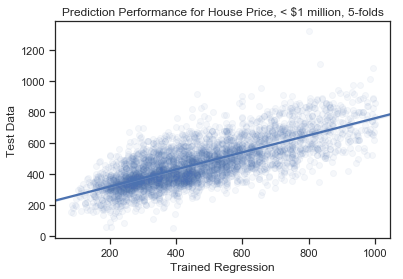 Prediction Performance for House Price, < $1 million, 5-folds
1200
1000
800
600
400
200
0
Test Data
200 400 600 800 1000
Trained Regression